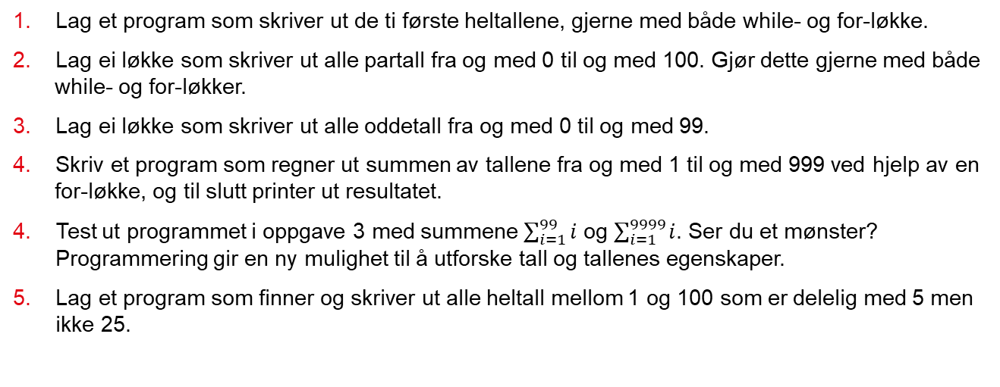 1. Lag et program som skriver ut de ti første heltallene, gjerne med både while- og for-løkke.
2. Lag ei løkke som skriver ut alle partall fra og med 0 til og med 100. Gjør dette gjerne med både
while- og for-løkker.
3. Lag ei løkke som skriver ut alle oddetall fra og med 0 til og med 99.
4. Skriv et program som regner ut summen av tallene fra og med 1 til og med 999 ved hjelp av en
for-løkke, og til slutt printer ut resultatet.
4. Test ut programmet i oppgave 3 med summene ∑_{i=1}^{99} i og ∑_{i=1}^{9999} i. Ser du et mønster?
Programmering gir en ny mulighet til å utforske tall og tallenes egenskaper.
5. Lag et program som finner og skriver ut alle heltall mellom 1 og 100 som er delelig med 5 men
ikke 25.